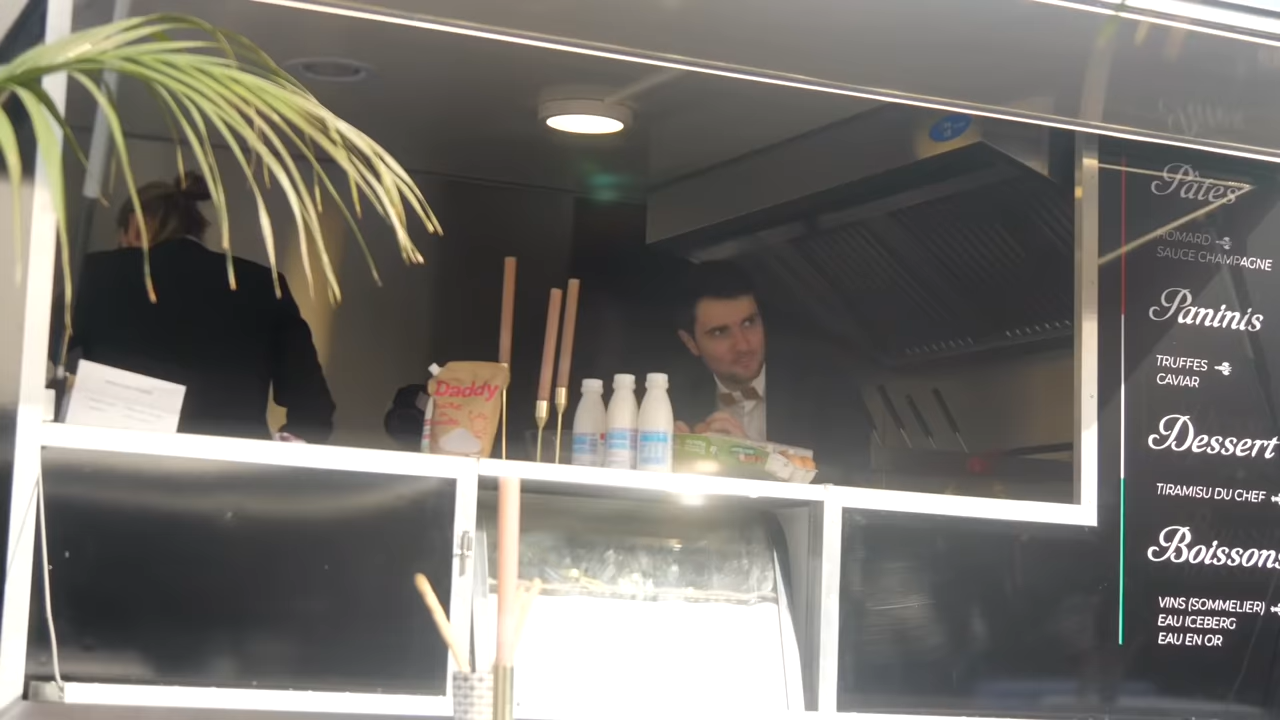 Daddy
Pâtes
HOMARD
SAUCE CHAMPAGNE
Paninis
TRUFFES
CAVIAR
Dessert
TIRAMISU DU CHEF
Boissons
VINS (SOMMELIER)
EAU ICEBERG
EAU EN OR